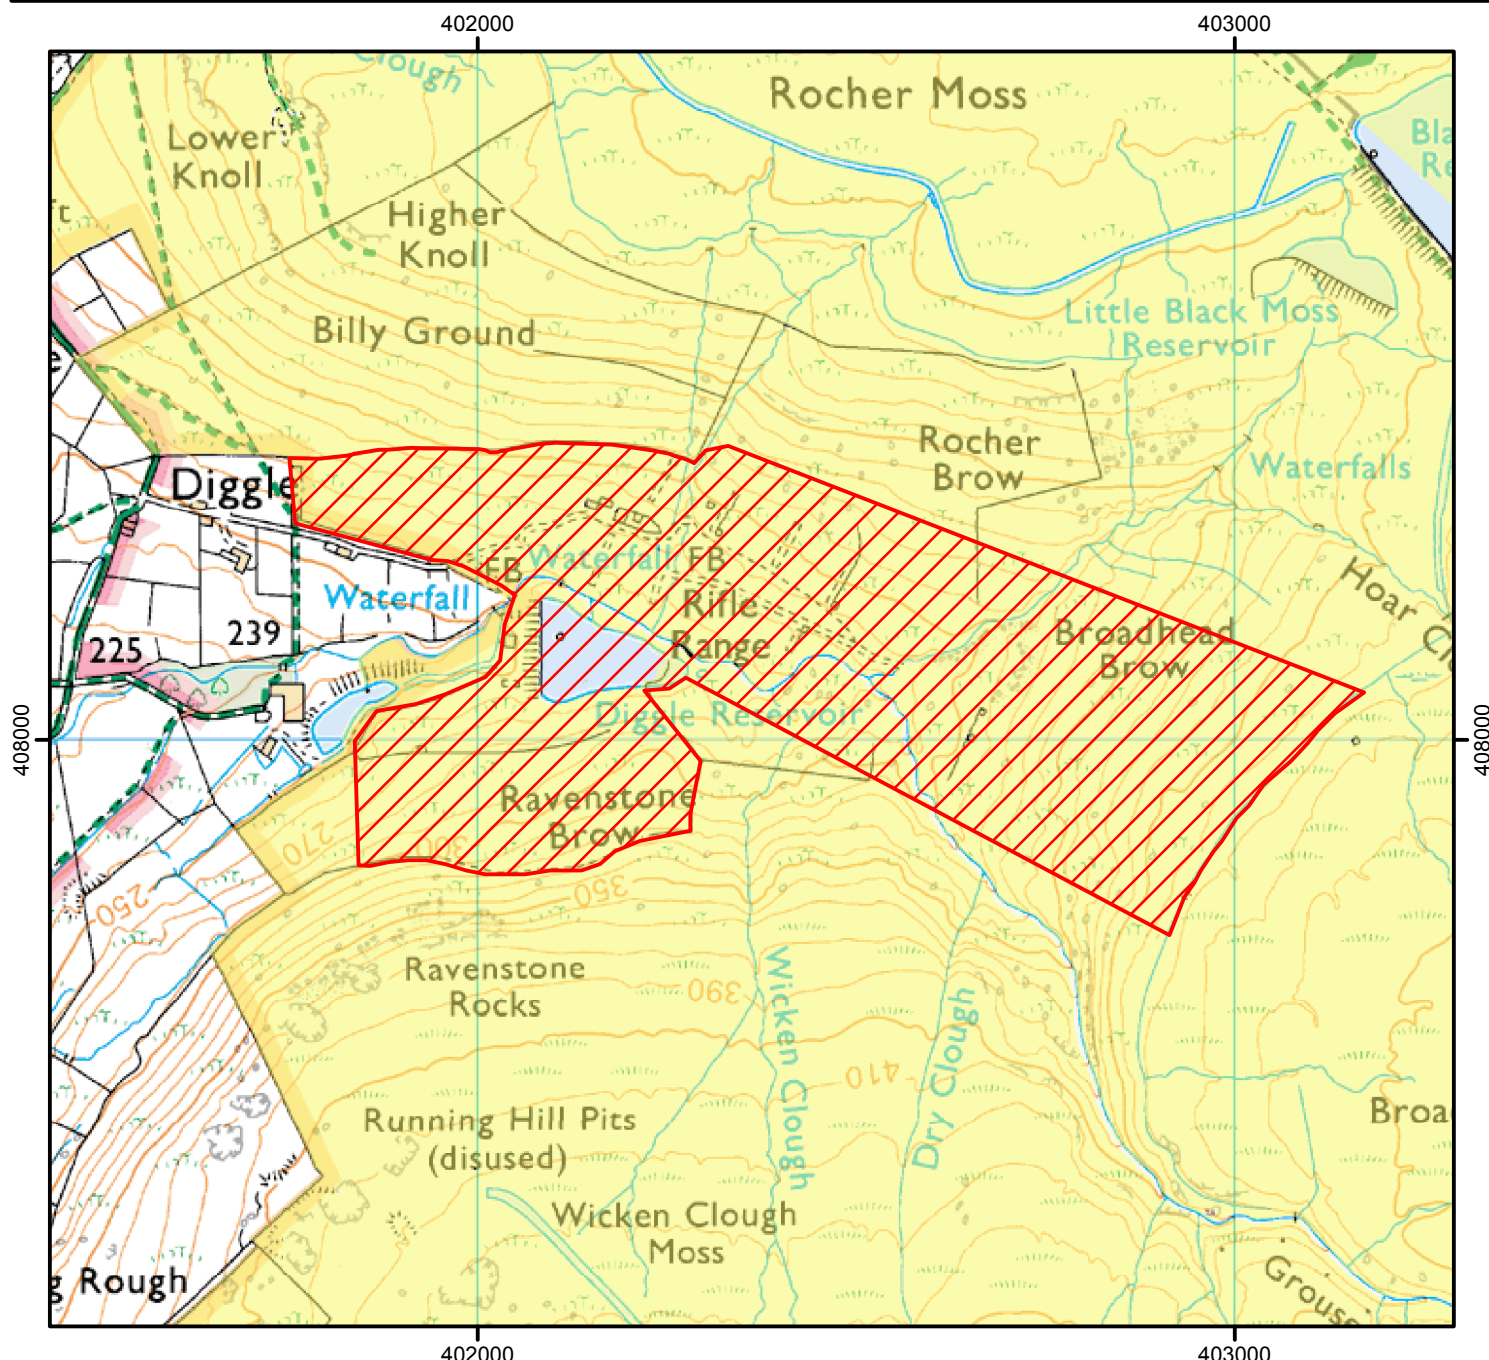 402000
403000
Clough
Rocher Moss
Lower
Knoll
Higher
Knoll
Billy Ground
Little Black Moss
Reservoir
Rocher
Brow
Waterfalls
Diggle
FB
Waterfall
FB
Waterfall
Rifle
Range
239
225
Hoar
Broadhead
Brow
408000
408000
Diggle Reservoir
Ravenstone
Brow
270
300
350
250
Ravenstone
Rocks
390
Wicken Clough
Dry Clough
410
Running Hill Pits
(disused)
Wicken Clough
Moss
Rough
402000
403000